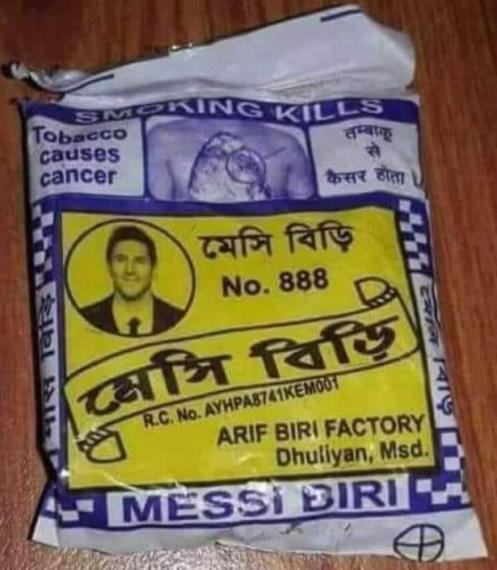 SMOKING KILLS
Tobacco
causes
cancer
तम्बाकू
से
कैसर होता
মেসি বিড়ি
No. 888
মেসি বিড়ি
R.C. No. AYHPA8741KEM001
ARIF BIRI FACTORY
Dhuliyan, Msd.
MESSI BIRI